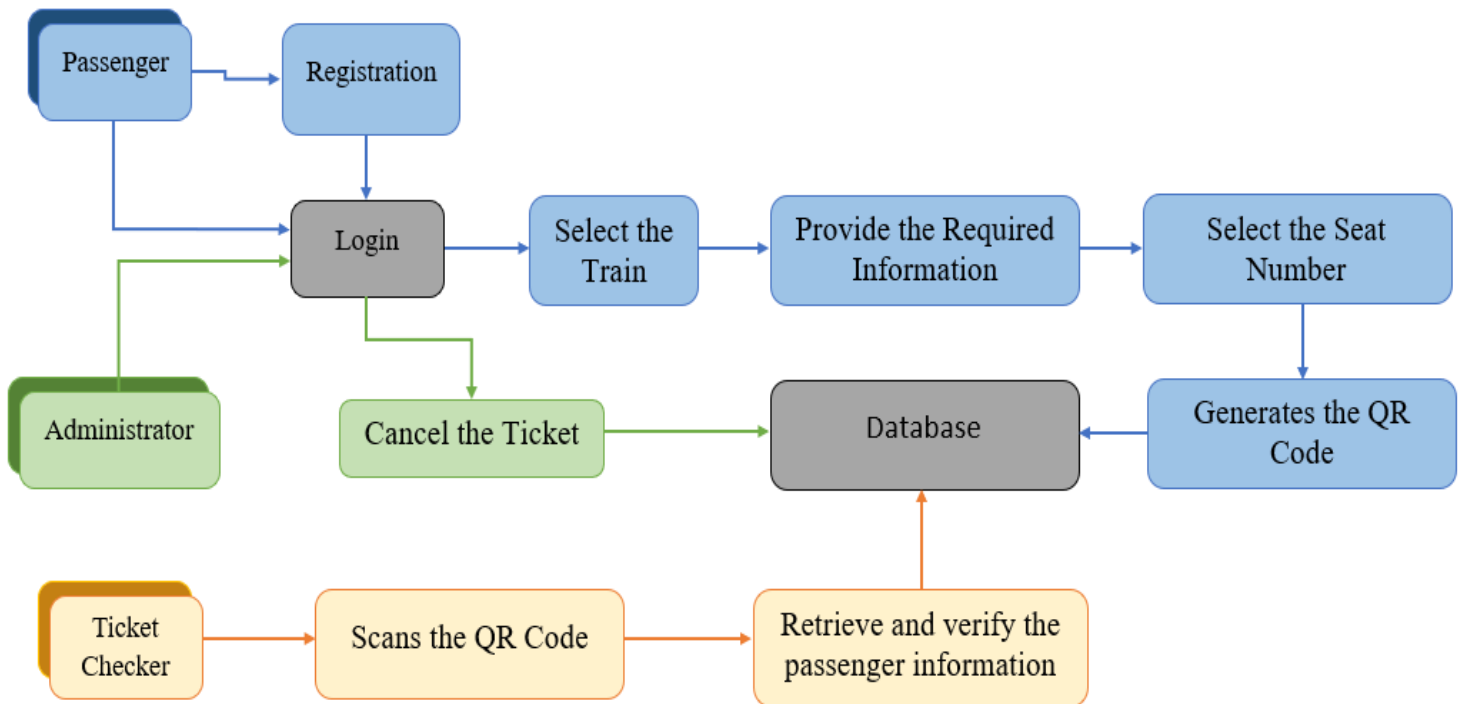 Passenger
Registration
Login
Select the
Train
Provide the Required
Information
Select the Seat
Number
Administrator
Cancel the Ticket
Database
Generates the QR
Code
Ticket
Checker
Scans the QR Code
Retrieve and verify the
passenger information